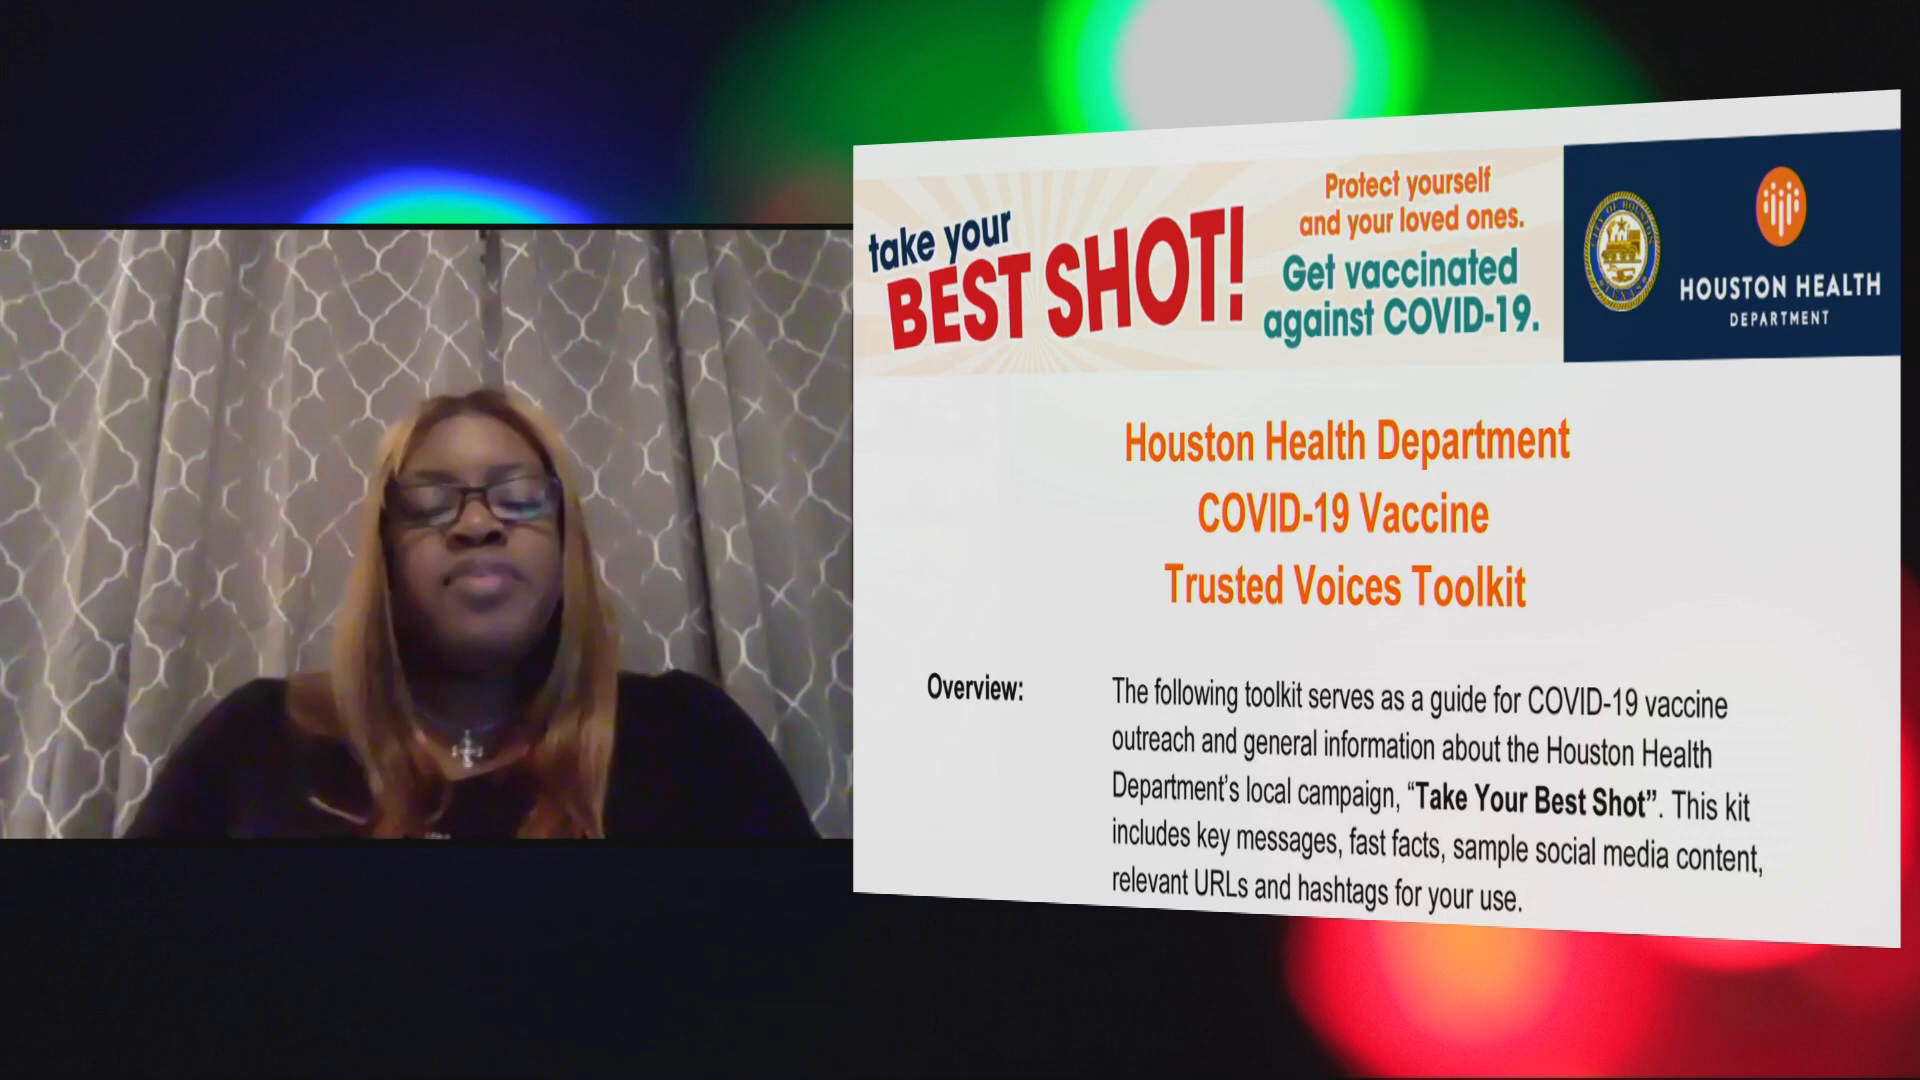 take your
BEST SHOT!
Protect yourself
and your loved ones.
Get vaccinated
against COVID-19.
HOUSTON HEALTH
DEPARTMENT
Houston Health Department
COVID-19 Vaccine
Trusted Voices Toolkit
Overview:
The following toolkit serves as a guide for COVID-19 vaccine
outreach and general information about the Houston Health
Department’s local campaign, “Take Your Best Shot”. This kit
includes key messages, fast facts, sample social media content,
relevant URLs and hashtags for your use.